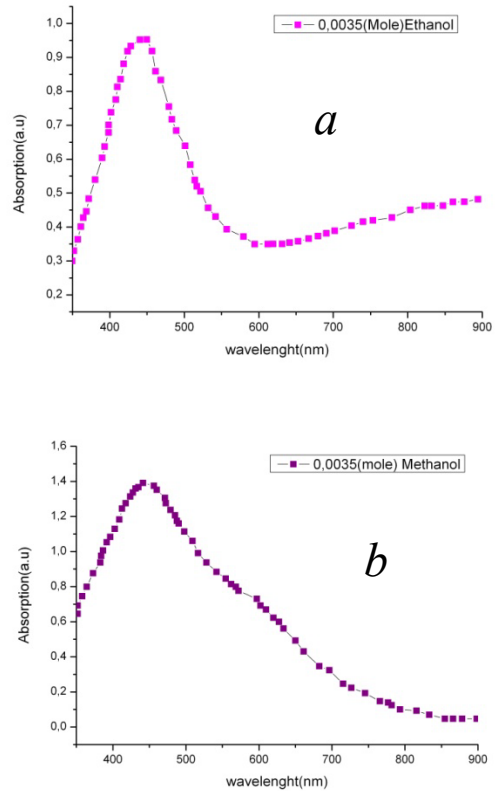 0,0035(Mole)Ethanol
a
Absorption(a.u)
1,0
0,9
0,8
0,7
0,6
0,5
0,4
0,3
0,2
400 500 600 700 800 900
wavelenght(nm)
0,0035(mole) Methanol
b
Absorption(a.u)
1,6
1,4
1,2
1,0
0,8
0,6
0,4
0,2
0,0
400 500 600 700 800 900
wavelenght(nm)